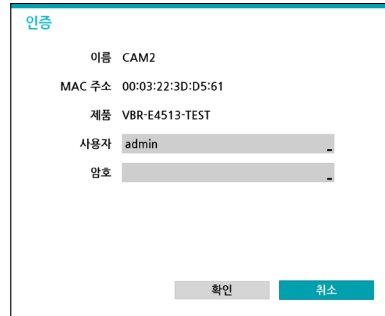 인증
이름 CAM2
MAC 주소 00:03:22:3D:D5:61
제품 VBR-E4513-TEST
사용자 admin
암호
확인 취소